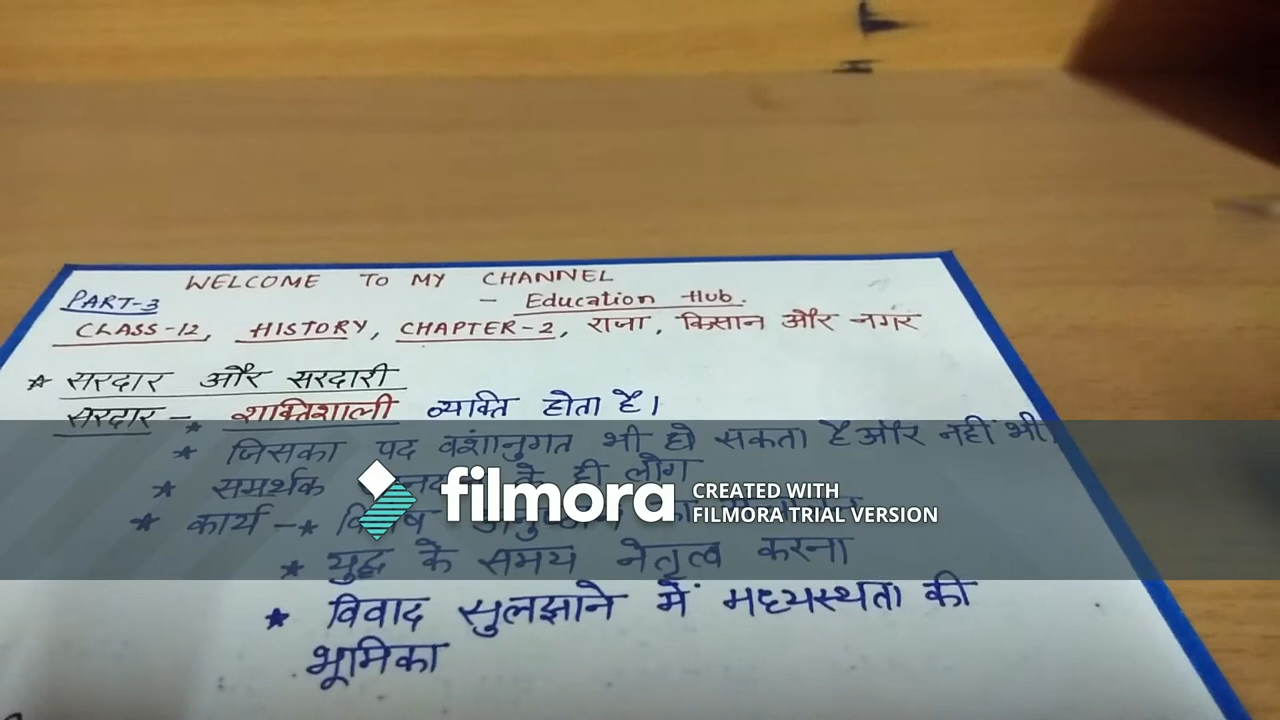 WELCOME TO MY CHANNEL
PART-3
- Education Hub.
CLASS-12, HISTORY, CHAPTER-2, राजा, किसान और नगर
* सरदार और सरदारी
सरदार - * शक्तिशाली व्यक्ति होता है।
* जिसका पद वंशानुगत भी हो सकता है और नहीं भी।
* समर्थक के ही लोग
* कार्य - *
* युद्ध के समय नेतृत्व करना
* विवाद सुलझाने में मध्यस्थता की
भूमिका
filmora
CREATED WITH
FILMORA TRIAL VERSION